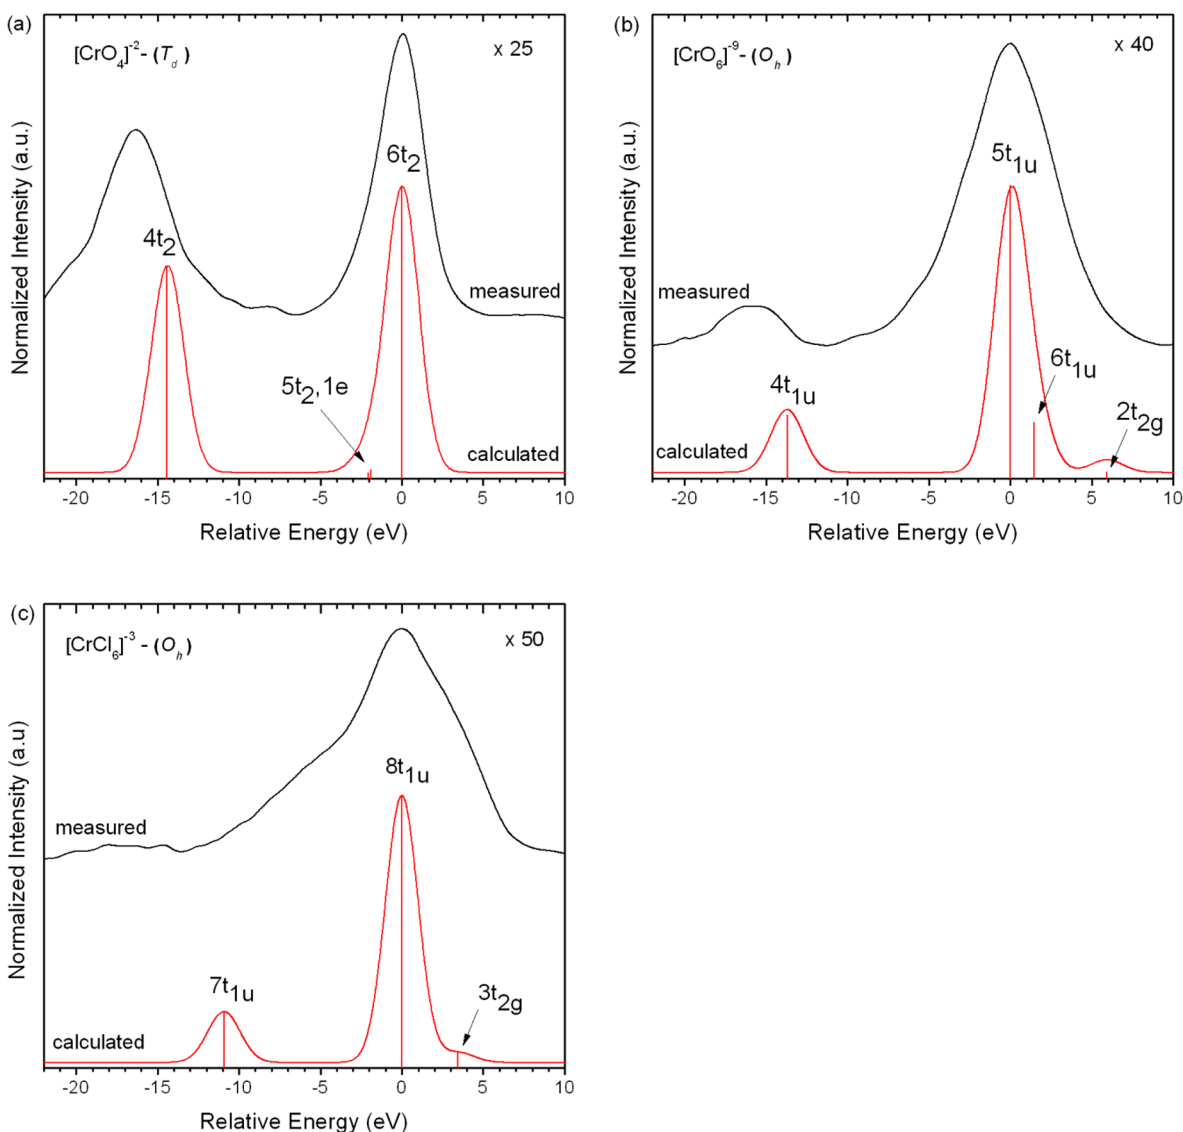 (a)
[CrO4]-2 - (Td)
x 25
6t2
4t2
measured
5t2,1e
calculated
Normalized Intensity (a.u.)
-20 -15 -10 -5 0 5 10
Relative Energy (eV)
(b)
[CrO6]-9 - (Oh)
x 40
5t1u
measured
6t1u
4t1u
2t2g
calculated
Normalized Intensity (a.u.)
-20 -15 -10 -5 0 5 10
Relative Energy (eV)
(c)
[CrCl6]-3 - (Oh)
x 50
8t1u
measured
7t1u
3t2g
calculated
Normalized Intensity (a.u)
-20 -15 -10 -5 0 5 10
Relative Energy (eV)